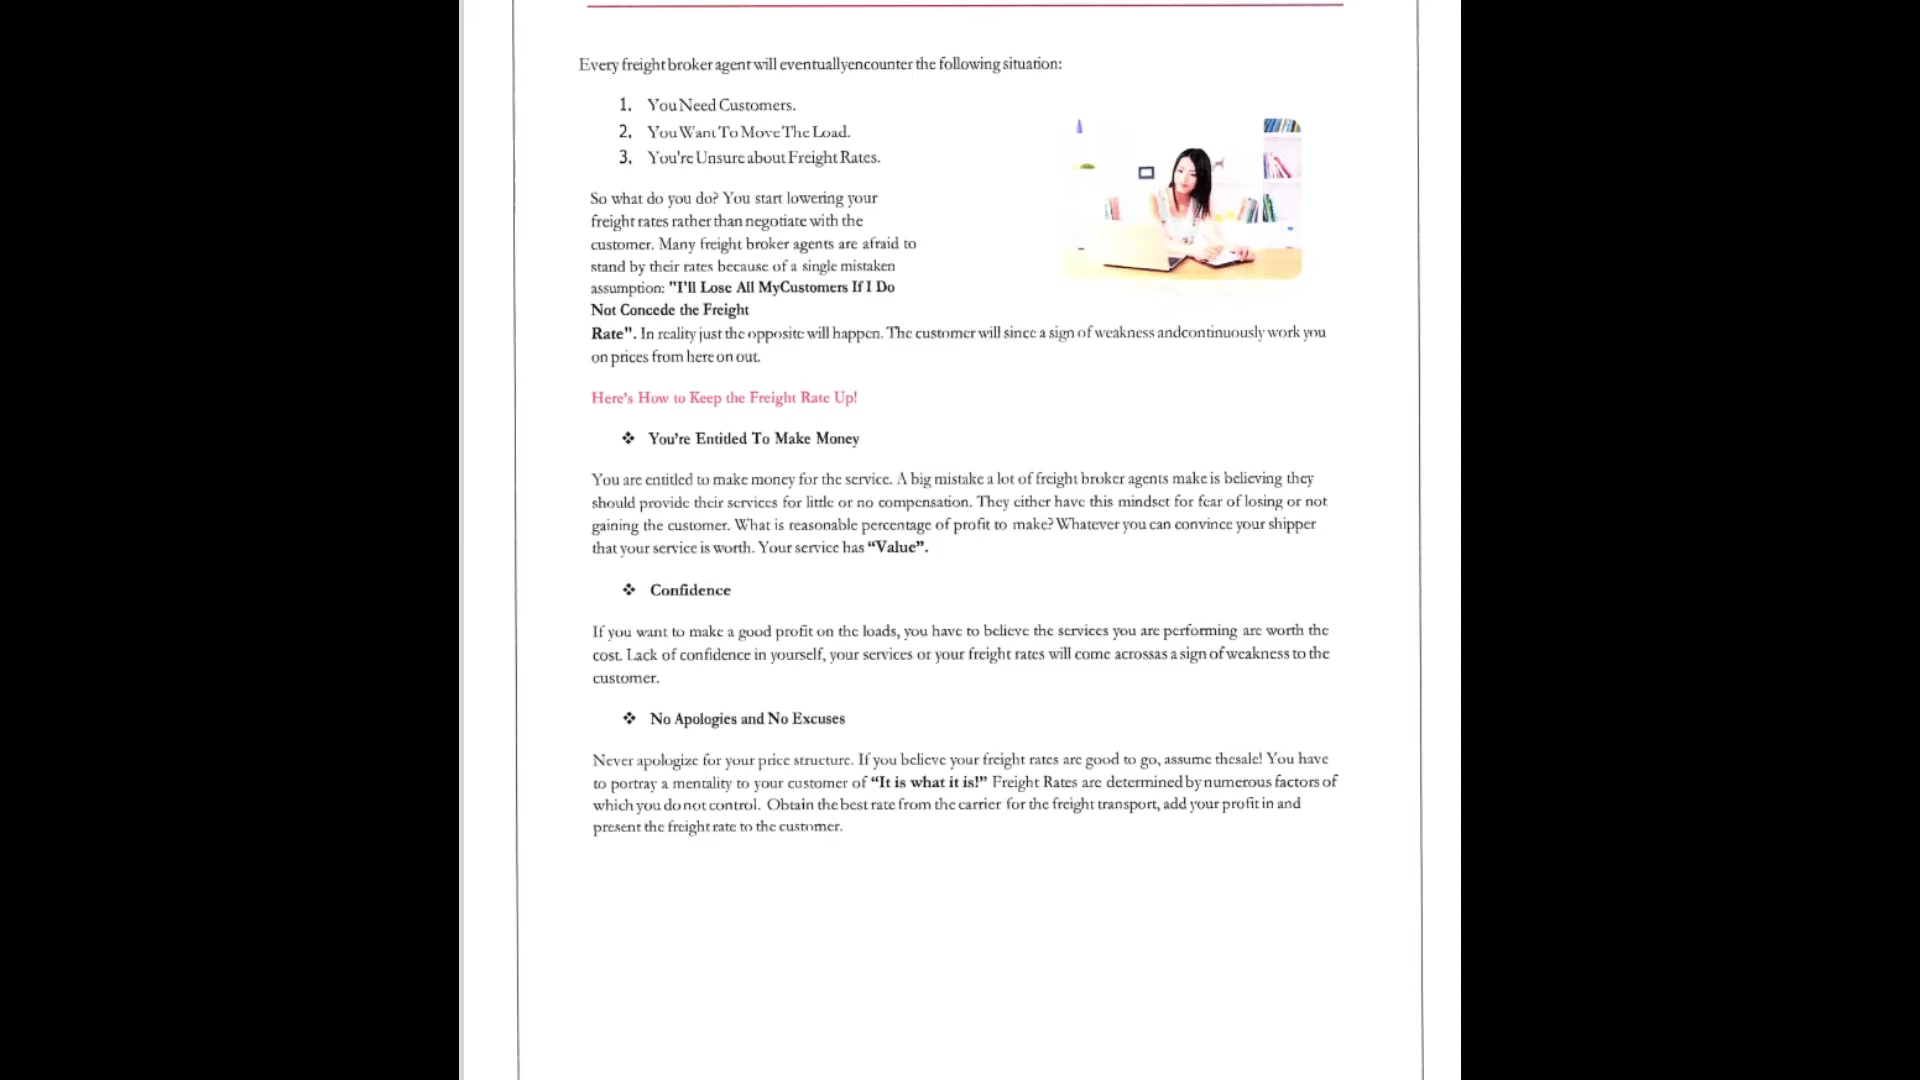 Every freight broker agent will eventuallyencounter the following situation:
1. You Need Customers.
2. You Want To Move The Load.
3. You're Unsure about Freight Rates.
So what do you do? You start lowering your
freight rates rather than negotiate with the
customer. Many freight broker agents are afraid to
stand by their rates because of a single mistaken
assumption: "I'll Lose All MyCustomers If I Do
Not Concede the Freight
Rate". In reality just the opposite will happen. The customer will since a sign of weakness andcontinuously work you
on prices from here on out.
Here's How to Keep the Freight Rate Up!
❖ You're Entitled To Make Money
You are entitled to make money for the service. A big mistake a lot of freight broker agents make is believing they
should provide their services for little or no compensation. They either have this mindset for fear of losing or not
gaining the customer. What is reasonable percentage of profit to make? Whatever you can convince your shipper
that your service is worth. Your service has “Value”.
❖ Confidence
If you want to make a good profit on the loads, you have to believe the services you are performing are worth the
cost. Lack of confidence in yourself, your services or your freight rates will come acrossas a sign of weakness to the
customer.
❖ No Apologies and No Excuses
Never apologize for your price structure. If you believe your freight rates are good to go, assume thesale! You have
to portray a mentality to your customer of “It is what it is!” Freight Rates are determined by numerous factors of
which you do not control. Obtain the best rate from the carrier for the freight transport, add your profit in and
present the freight rate to the customer.